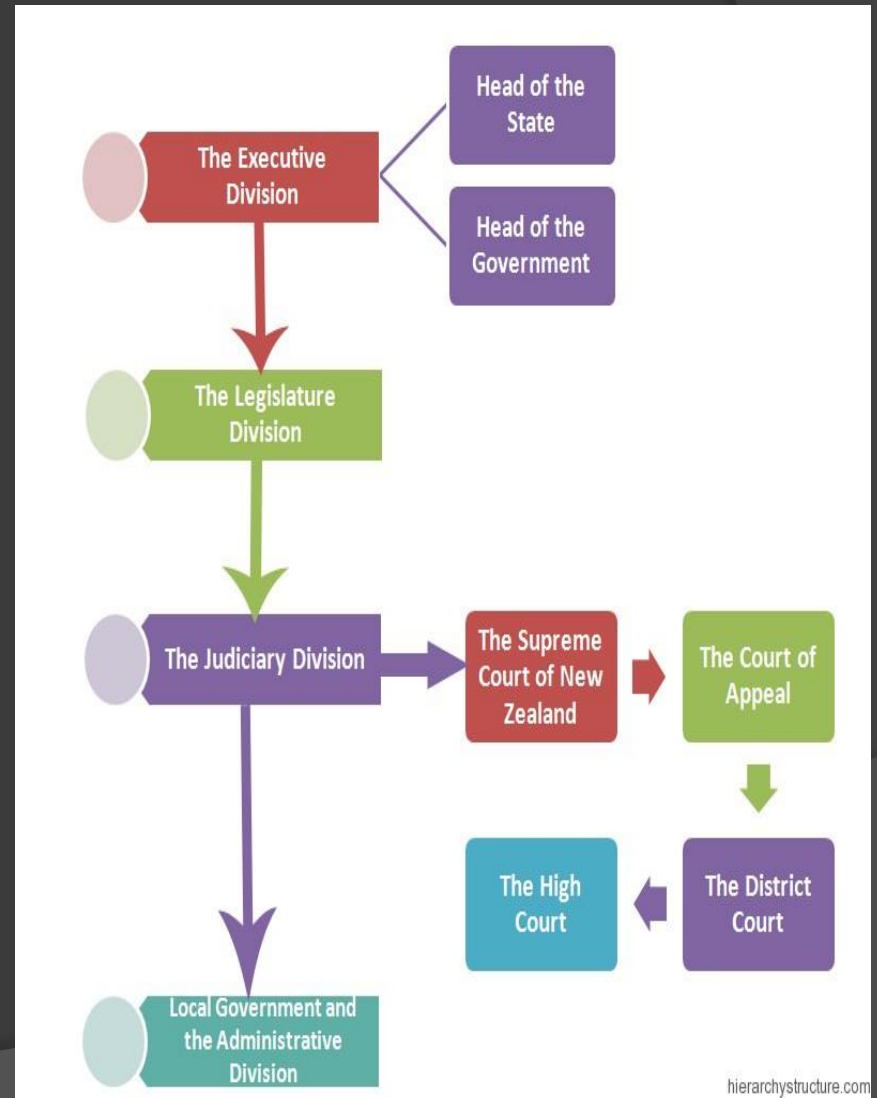 Head of the
State
The Executive
Division
Head of the
Government
The Legislature
Division
The Judiciary Division
The Supreme
Court of New
Zealand
The Court of
Appeal
The High
Court
The District
Court
Local Government and
the Administrative
Division
hierarchystructure.com